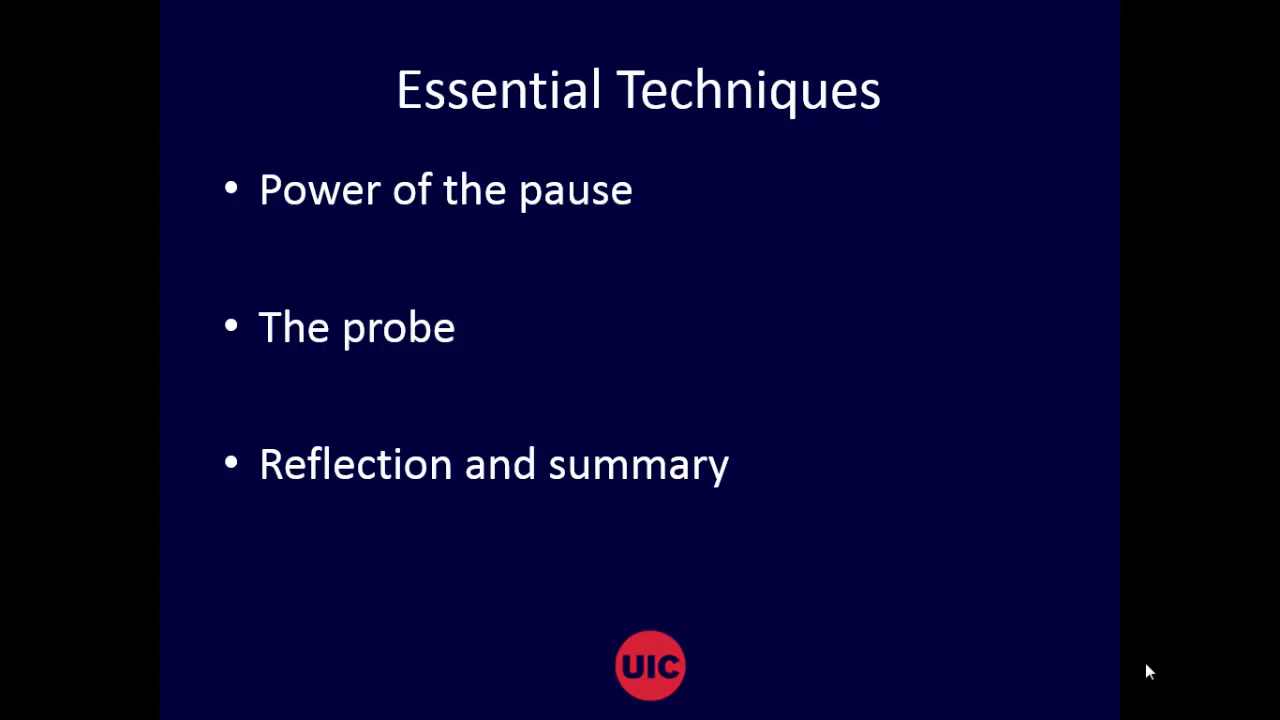 Essential Techniques
• Power of the pause
• The probe
• Reflection and summary
UIC